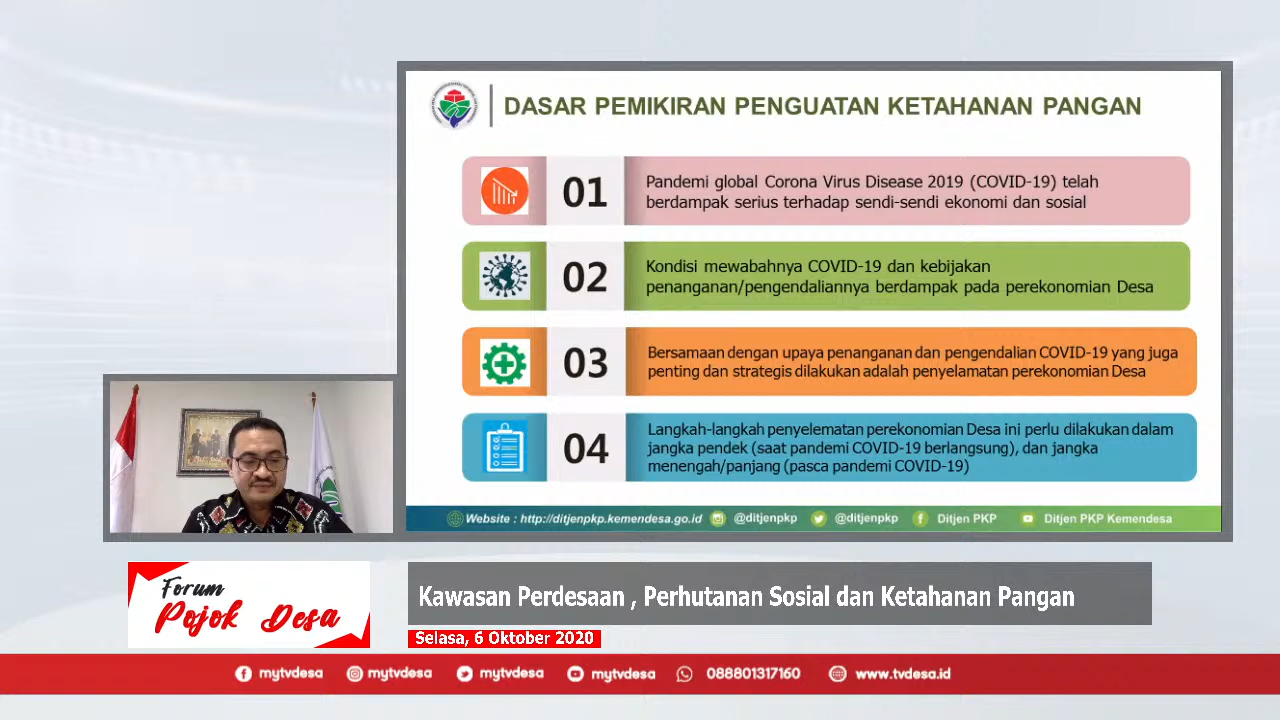 DASAR PEMIKIRAN PENGUATAN KETAHANAN PANGAN
01
Pandemi global Corona Virus Disease 2019 (COVID-19) telah
berdampak serius terhadap sendi-sendi ekonomi dan sosial
02
Kondisi mewabahnya COVID-19 dan kebijakan
penanganan/pengendaliannya berdampak pada perekonomian Desa
03
Bersamaan dengan upaya penanganan dan pengendalian COVID-19 yang juga
penting dan strategis dilakukan adalah penyelamatan perekonomian Desa
04
Langkah-langkah penyelematan perekonomian Desa ini perlu dilakukan dalam
jangka pendek (saat pandemi COVID-19 berlangsung), dan jangka
menengah/panjang (pasca pandemi COVID-19)
Website : http://ditjenpkp.kemendesa.go.id @ditjenpkp @ditjenpkp Ditjen PKP Ditjen PKP Kemendesa
Forum
Pojok Desa
Kawasan Perdesaan , Perhutanan Sosial dan Ketahanan Pangan
Selasa, 6 Oktober 2020
mytvdesa mytvdesa mytvdesa mytvdesa 088801317160 www.tvdesa.id